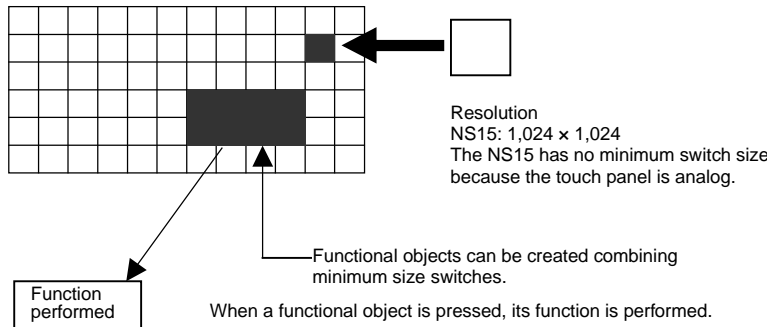 Resolution
NS15: 1,024 × 1,024
The NS15 has no minimum switch size
because the touch panel is analog.
Functional objects can be created combining
minimum size switches.
Function
performed
When a functional object is pressed, its function is performed.